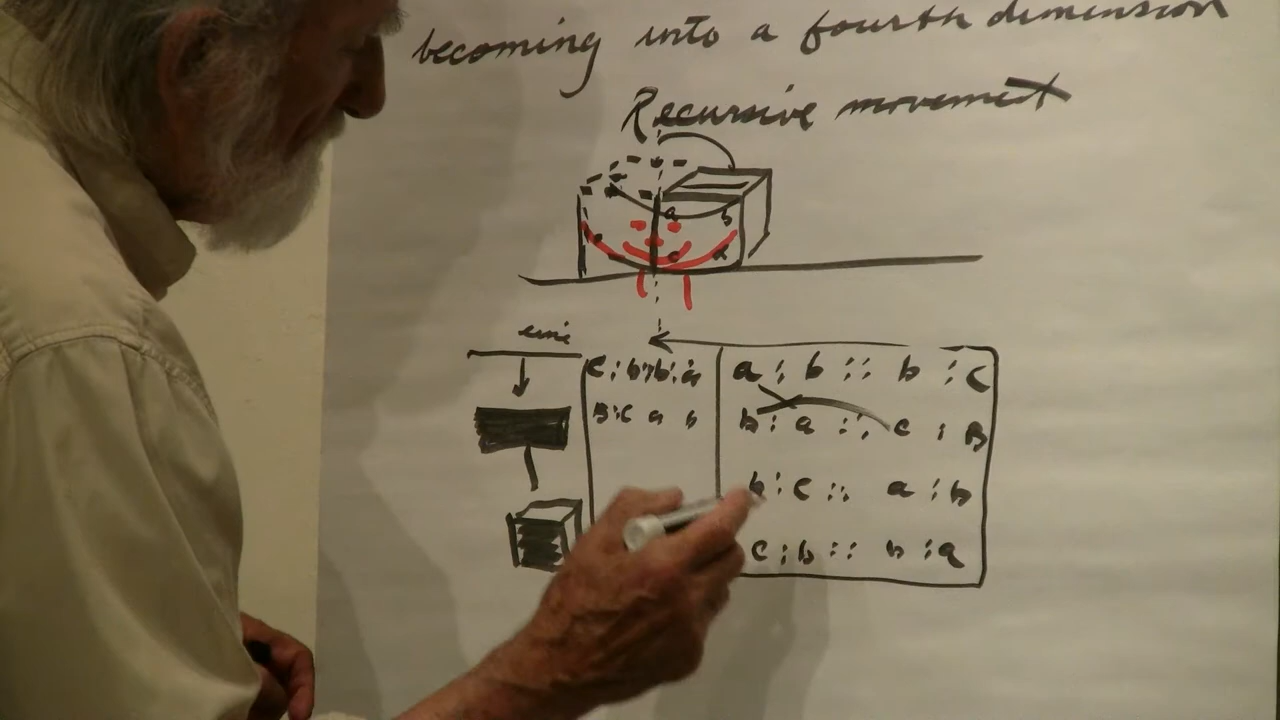 becoming into a fourth dimension
Recursive movement
a b
c
C : b :: b : a
a : b :: b : C
B : C a b
b : a :: c : B
b : C :: a : b
C : b :: b : a